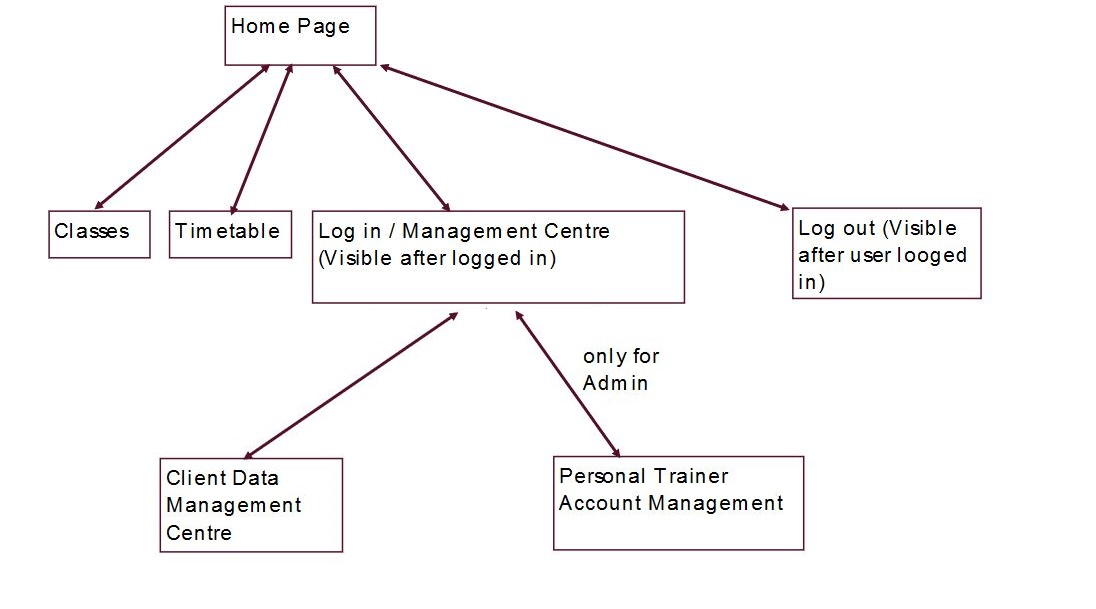 Home Page
Classes
Timetable
Log in / Management Centre
(Visible after logged in)
Log out (Visible
after user looged
in)
only for
Admin
Client Data
Management
Centre
Personal Trainer
Account Management